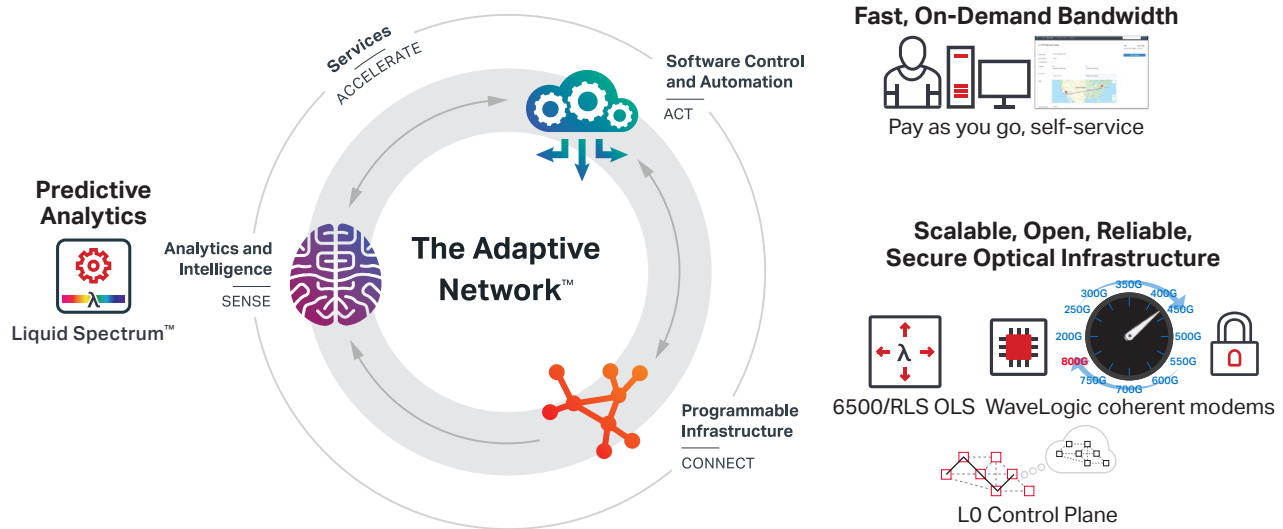 Predictive
Analytics
λ
Liquid Spectrum™
Services
ACCELERATE
Analytics and
Intelligence
SENSE
The Adaptive
Network™
Software Control
and Automation
ACT
Programmable
Infrastructure
CONNECT
Fast, On-Demand Bandwidth
Pay as you go, self-service
Scalable, Open, Reliable,
Secure Optical Infrastructure
λ
6500/RLS OLS
200G
250G
300G
350G
400G
450G
500G
550G
600G
700G
750G
800G
WaveLogic coherent modems
L0 Control Plane